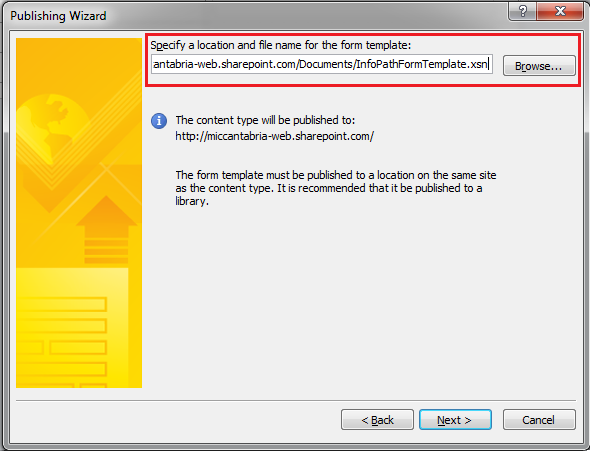 Publishing Wizard
?
Specify a location and file name for the form template:
antabria-web.sharepoint.com/Documents/InfoPathFormTemplate.xsn
Browse...
The content type will be published to:
http://miccantabria-web.sharepoint.com/
The form template must be published to a location on the same site
as the content type. It is recommended that it be published to a
library.
< Back
Next >
Cancel